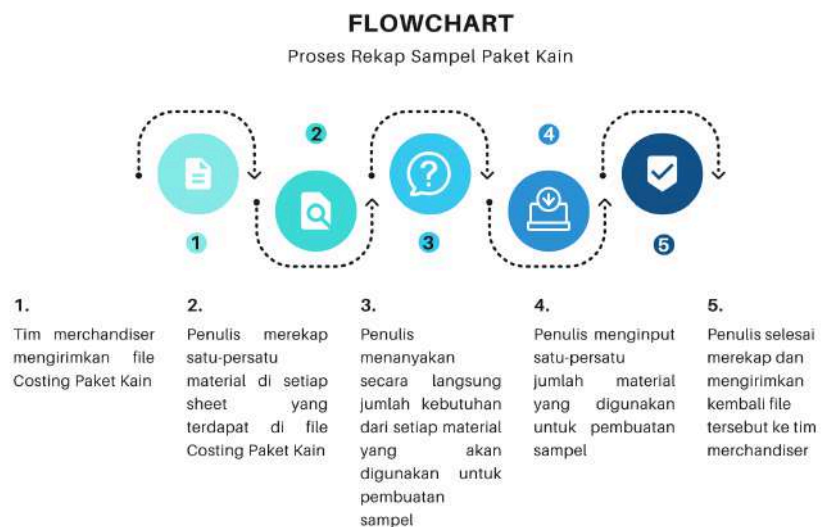 FLOWCHART
Proses Rekap Sampel Paket Kain
1
2
3
4
5
1.
Tim merchandiser
mengirimkan file
Costing Paket Kain
2.
Penulis merekap
satu-persatu
material di setiap
sheet yang
terdapat di file
Costing Paket Kain
3.
Penulis
menanyakan
secara langsung
jumlah kebutuhan
dari setiap material
yang akan
digunakan untuk
pembuatan
sampel
4.
Penulis menginput
satu-persatu
jumlah material
yang digunakan
untuk pembuatan
sampel
5.
Penulis selesai
merekap dan
mengirimkan
kembali file
tersebut ke tim
merchandiser